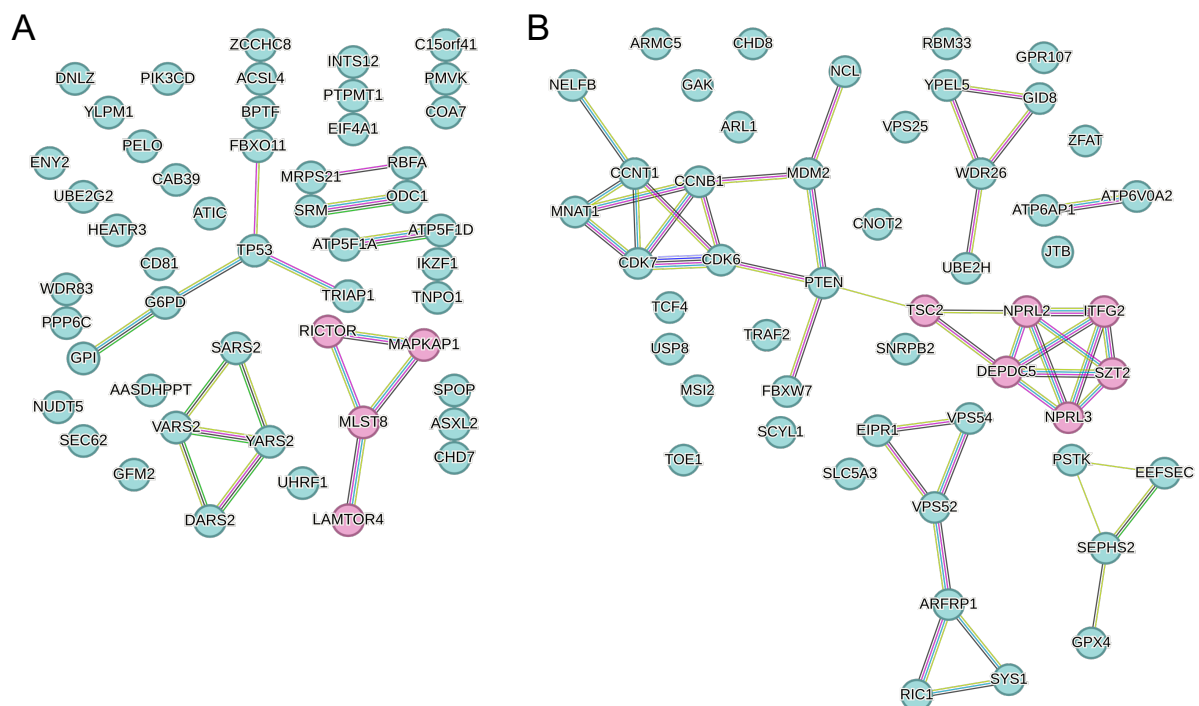 A
ZCCHC8
C15orf41
DNLZ
PIK3CD
ACSL4
INTS12
PMVK
YLPM1
BPTF
PTPMT1
COA7
PELO
FBXO11
EIF4A1
ENY2
CAB39
MRPS21
RBFA
UBE2G2
ATIC
SRM
ODC1
HEATR3
TP53
ATP5F1A
ATP5F1D
CD81
IKZF1
WDR83
G6PD
TRIAP1
TNPO1
PPP6C
RICTOR
MAPKAP1
GPI
SARS2
AASDHPPT
SPOP
NUDT5
VARS2
MLST8
ASXL2
SEC62
YARS2
CHD7
GFM2
UHRF1
DARS2
LAMTOR4
B
ARMC5
CHD8
RBM33
GPR107
NELFB
GAK
NCL
YPEL5
GID8
ARL1
VPS25
ZFAT
CCNT1
CCNB1
MDM2
WDR26
MNAT1
CNOT2
ATP6AP1
ATP6V0A2
CDK7
CDK6
UBE2H
JTB
PTEN
TCF4
TSC2
NPRL2
ITFG2
USP8
TRAF2
SNRPB2
DEPDC5
SZT2
MSI2
FBXW7
NPRL3
SCYL1
EIPR1
VPS54
TOE1
SLC5A3
PSTK
EEFSEC
VPS52
SEPHS2
ARFRP1
GPX4
RIC1
SYS1